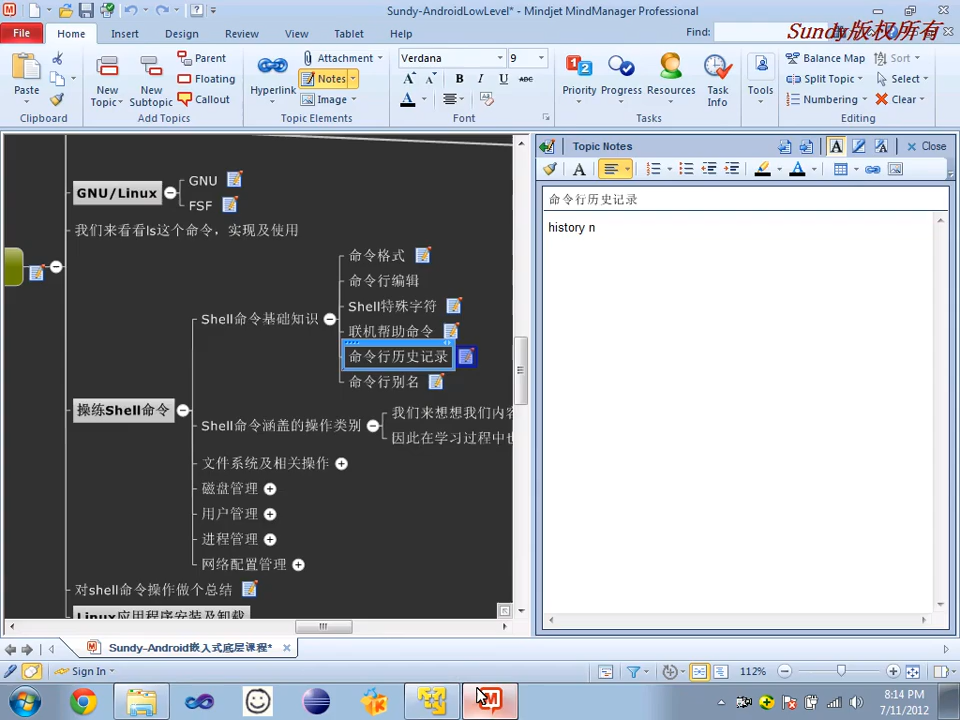 Sundy-AndroidLowLevel* - Mindjet MindManager Professional
Sundy版权所有
File Home Insert Design Review View Tablet Help Find:
Paste
Clipboard
New Topic
New Subtopic
Parent
Floating
Callout
Add Topics
Hyperlink
Attachment
Notes
Image
Topic Elements
Verdana 9
B I U ABC
Font
Priority Progress Resources Task Info
Tasks
Tools
Balance Map
Split Topic
Numbering
Sort
Select
Clear
Editing
GNU/Linux
GNU
FSF
我们来看看ls这个命令，实现及使用
命令格式
命令行编辑
Shell特殊字符
Shell命令基础知识
联机帮助命令
命令行历史记录
命令行别名
操练Shell命令
Shell命令涵盖的操作类别
我们来想想我们内容
因此在学习过程中也
文件系统及相关操作
磁盘管理
用户管理
进程管理
网络配置管理
对shell命令操作做个总结
Linux应用程序安装及卸载
Topic Notes
Close
命令行历史记录
history n
Sundy-Android嵌入式底层课程*
Sign In
112%
8:14 PM
7/11/2012